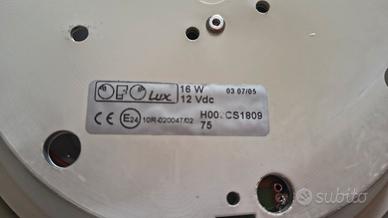 OFO Lux 16 W 03 07/05
12 Vdc
CE E24 10R-020047/02 H00. CS1809
75
subito